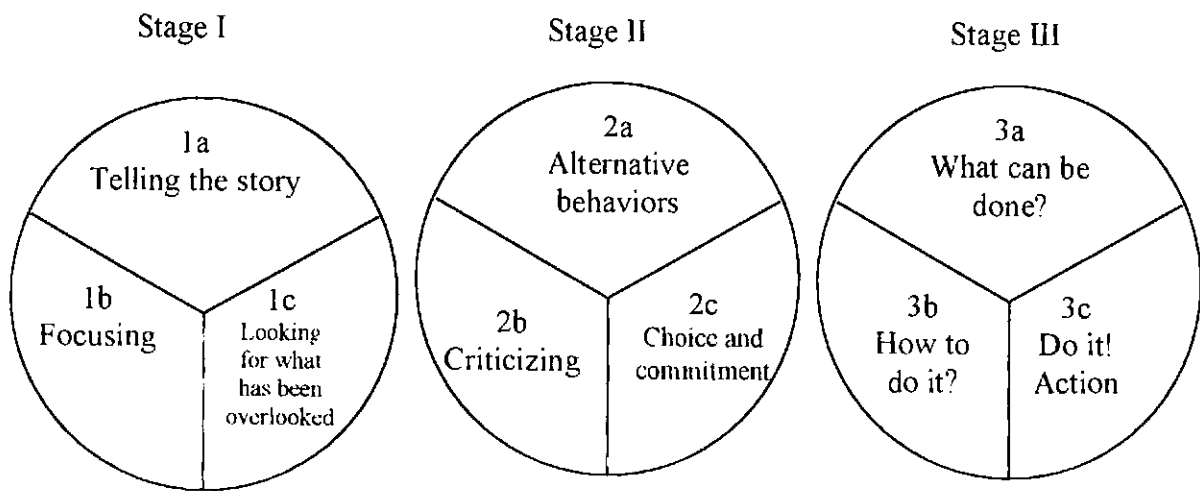 Stage I
Stage II
Stage III
1a
Telling the story
1b
Focusing
1c
Looking
for what
has been
overlooked
2a
Alternative
behaviors
2b
Criticizing
2c
Choice and
commitment
3a
What can be
done?
3b
How to
do it?
3c
Do it!
Action